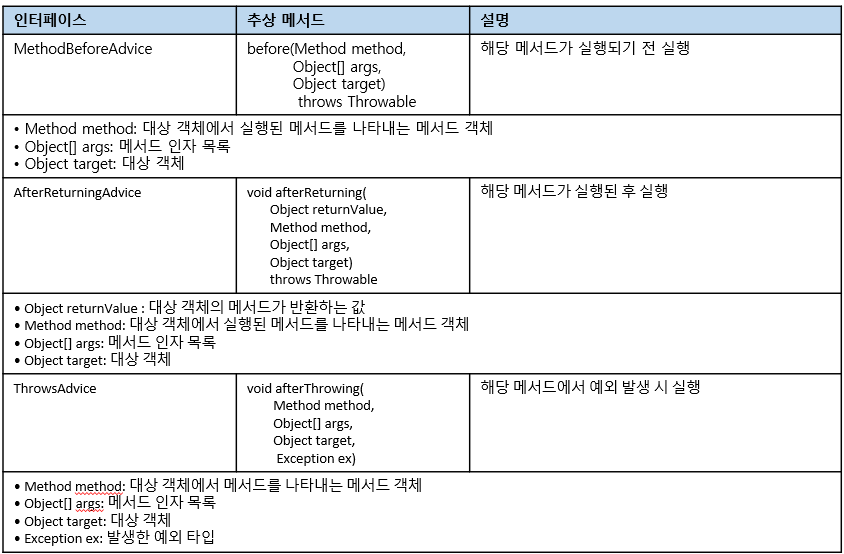 인터페이스 추상 메서드 설명
MethodBeforeAdvice before(Method method, 해당 메서드가 실행되기 전 실행
Object[] args,
Object target)
throws Throwable
• Method method: 대상 객체에서 실행된 메서드를 나타내는 메서드 객체
• Object[] args: 메서드 인자 목록
• Object target: 대상 객체
AfterReturningAdvice void afterReturning( 해당 메서드가 실행된 후 실행
Object returnValue,
Method method,
Object[] args,
Object target)
throws Throwable
• Object returnValue : 대상 객체의 메서드가 반환하는 값
• Method method: 대상 객체에서 실행된 메서드를 나타내는 메서드 객체
• Object[] args: 메서드 인자 목록
• Object target: 대상 객체
ThrowsAdvice void afterThrowing( 해당 메서드에서 예외 발생 시 실행
Method method,
Object[] args,
Object target,
Exception ex)
• Method method: 대상 객체에서 메서드를 나타내는 메서드 객체
• Object[] args: 메서드 인자 목록
• Object target: 대상 객체
• Exception ex: 발생한 예외 타입